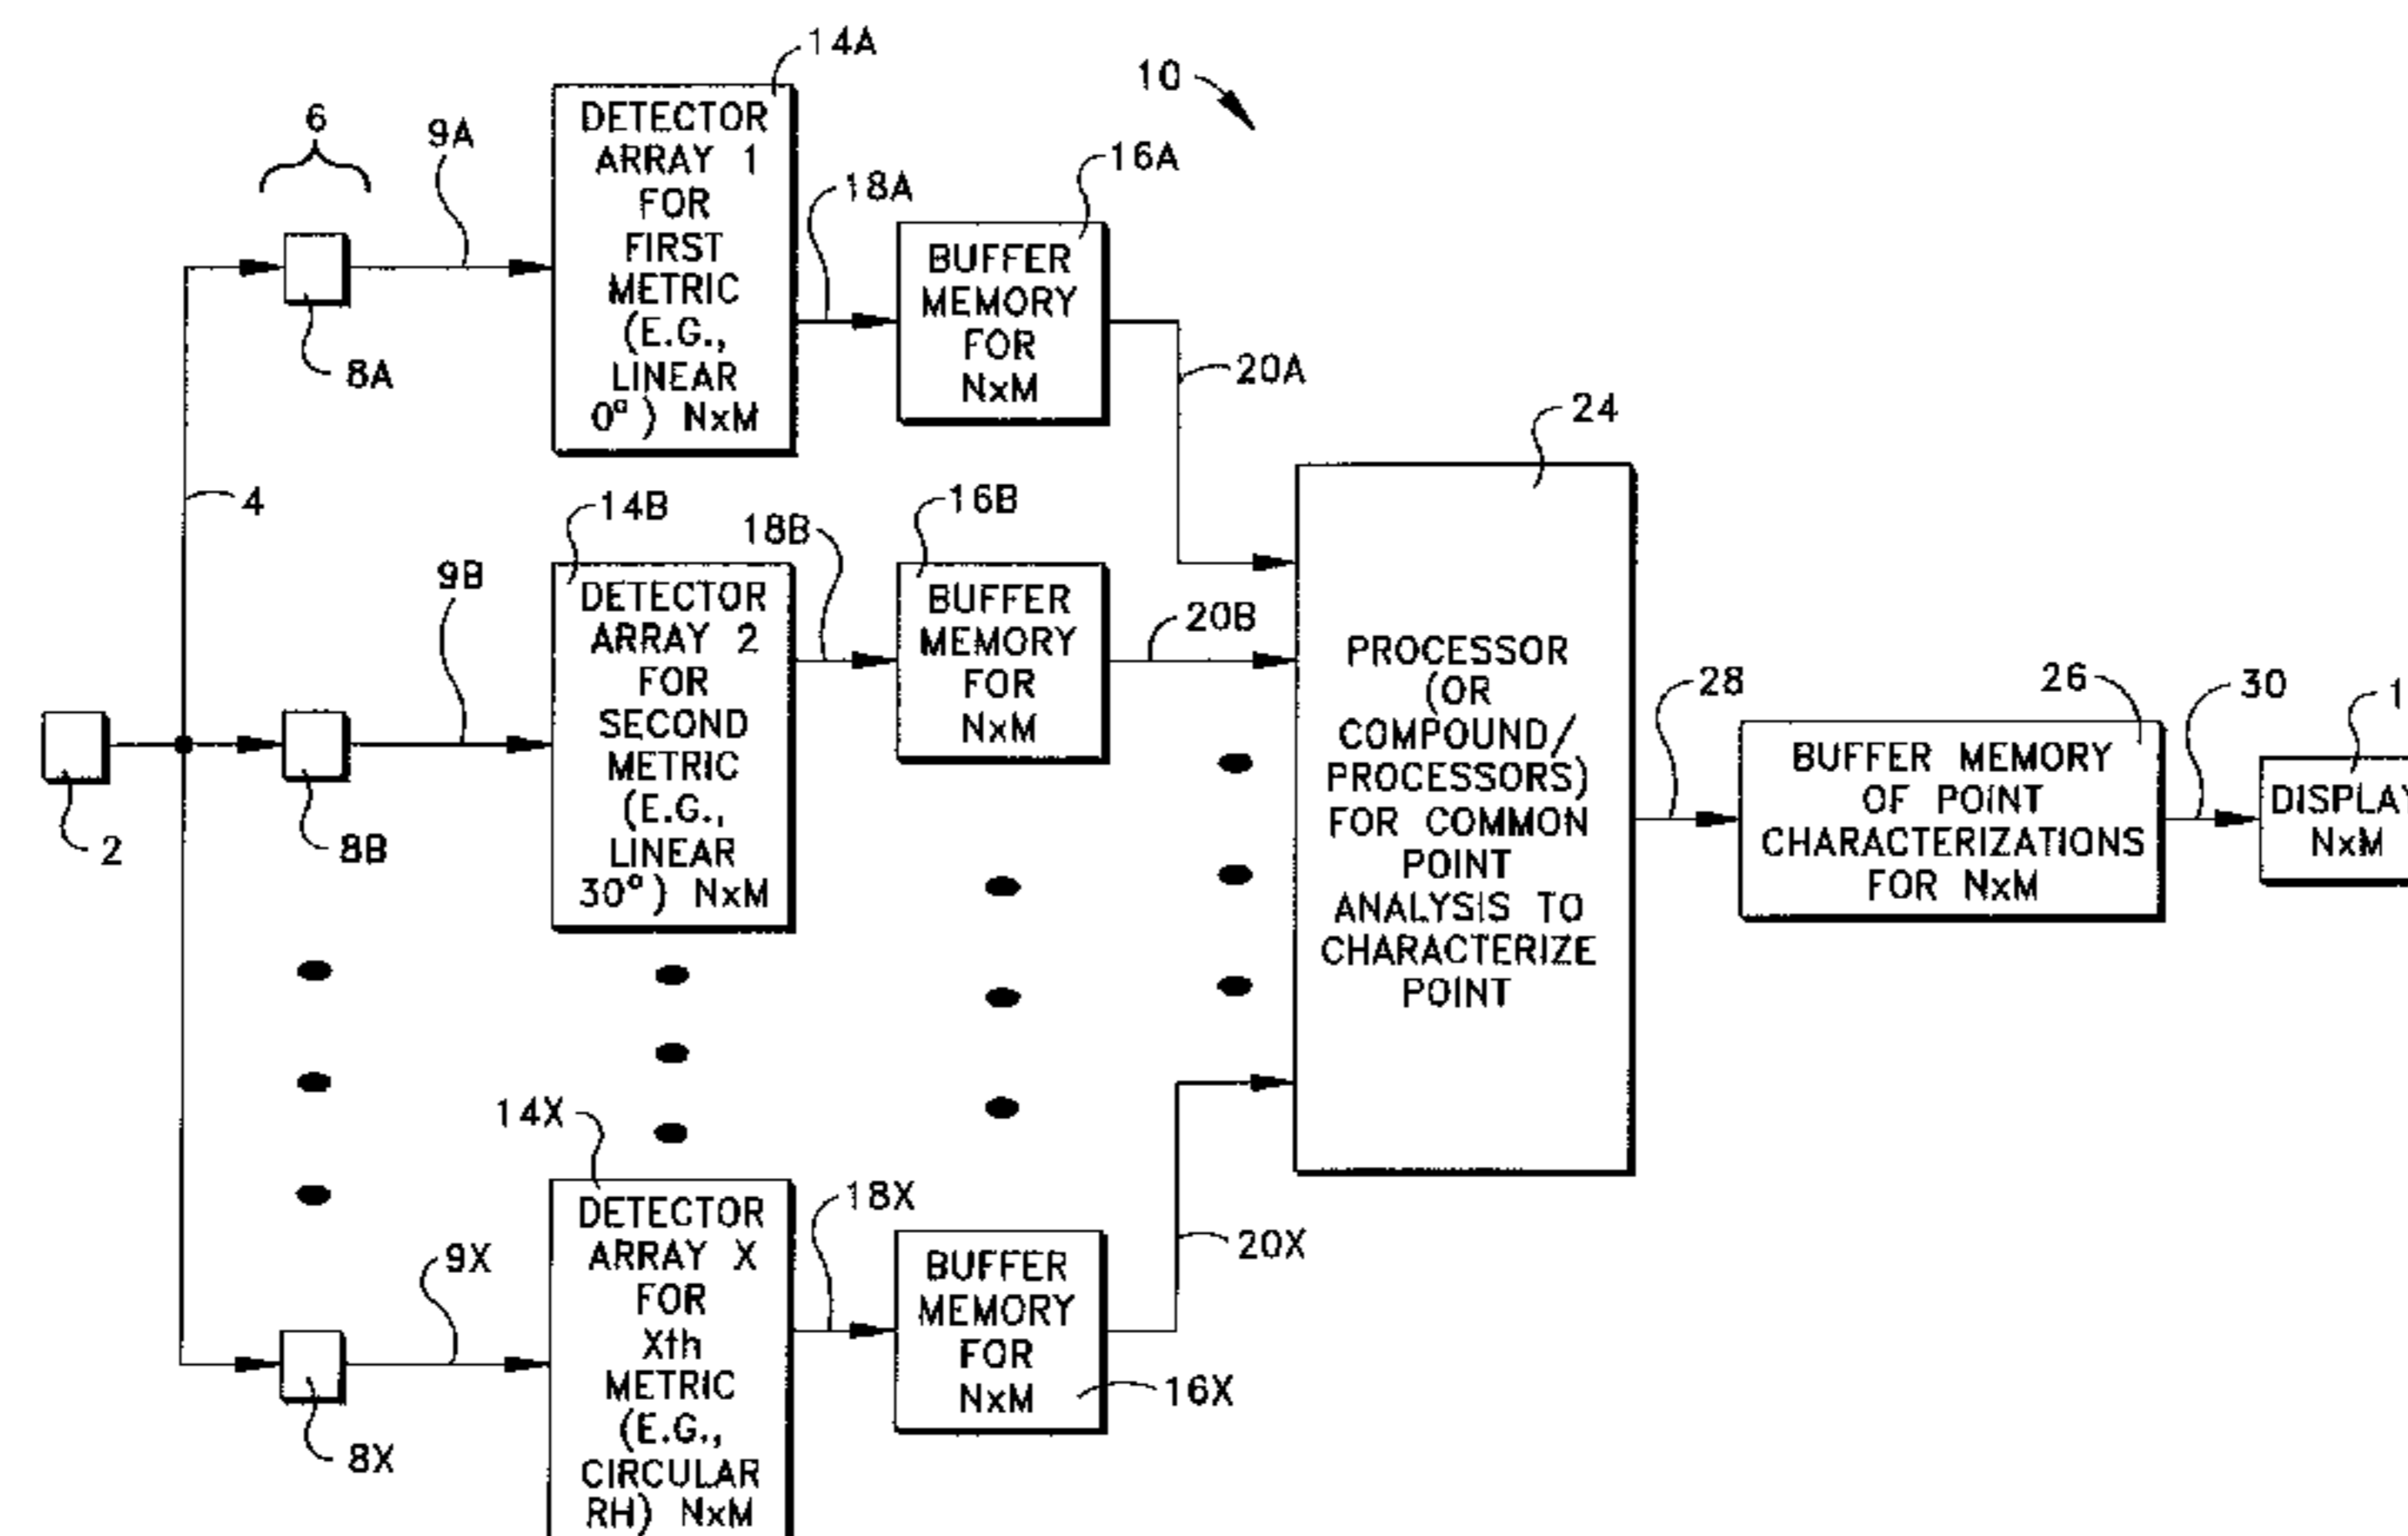 14A
10
6
9A
DETECTOR
ARRAY 1
FOR
FIRST
METRIC
(E.G.,
LINEAR
0°) NxM
18A
16A
BUFFER
MEMORY
FOR
NxM
8A
20A
4
24
14B
18B
16B
9B
DETECTOR
ARRAY 2
FOR
SECOND
METRIC
(E.G.,
LINEAR
30°) NxM
BUFFER
MEMORY
FOR
NxM
20B
PROCESSOR
(OR
COMPOUND/
PROCESSORS)
FOR COMMON
POINT
ANALYSIS TO
CHARACTERIZE
POINT
28
26
30
1
BUFFER MEMORY
OF POINT
CHARACTERIZATIONS
FOR NxM
DISPLAY
NxM
2
8B
14X
9X
DETECTOR
ARRAY X
FOR
Xth
METRIC
(E.G.,
CIRCULAR
RH) NxM
18X
BUFFER
MEMORY
FOR
NxM
20X
16X
8X